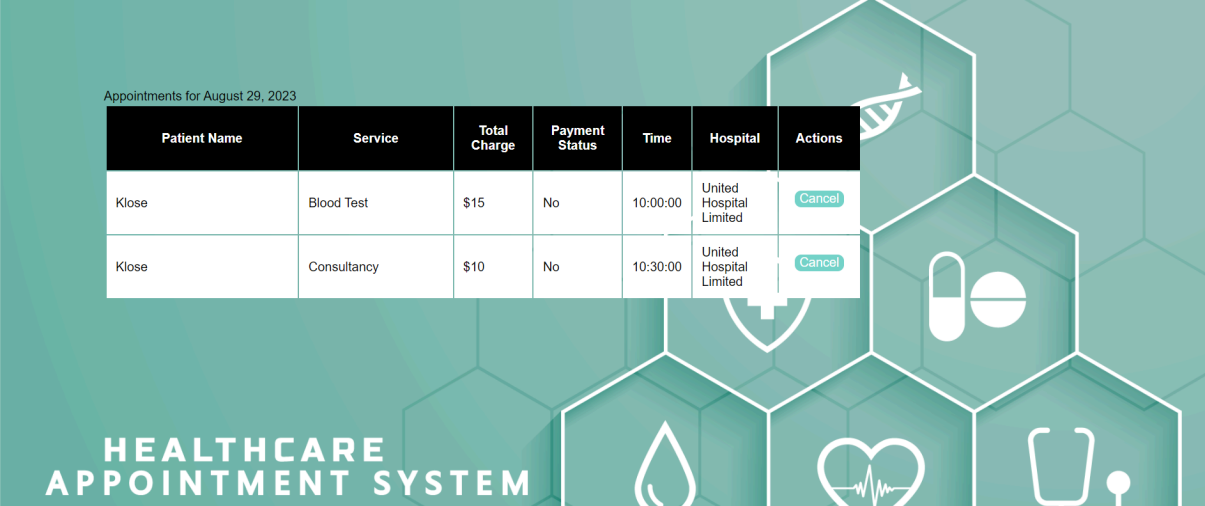 Appointments for August 29, 2023
Patient Name Service Total Charge Payment Status Time Hospital Actions
Klose Blood Test $15 No 10:00:00 United Hospital Limited Cancel
Klose Consultancy $10 No 10:30:00 United Hospital Limited Cancel
HEALTHCARE
APPOINTMENT SYSTEM